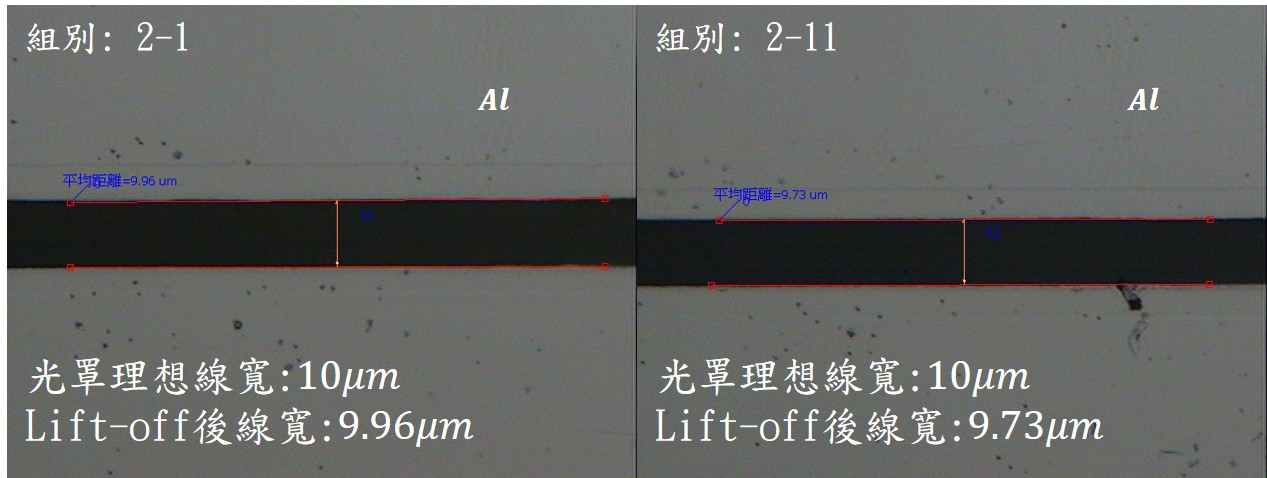 組別: 2-1
Al
平均距離=9.96 um
L1
光罩理想線寬:10μm
Lift-off後線寬:9.96μm
組別: 2-11
Al
平均距離=9.73 um
光罩理想線寬:10μm
Lift-off後線寬:9.73μm